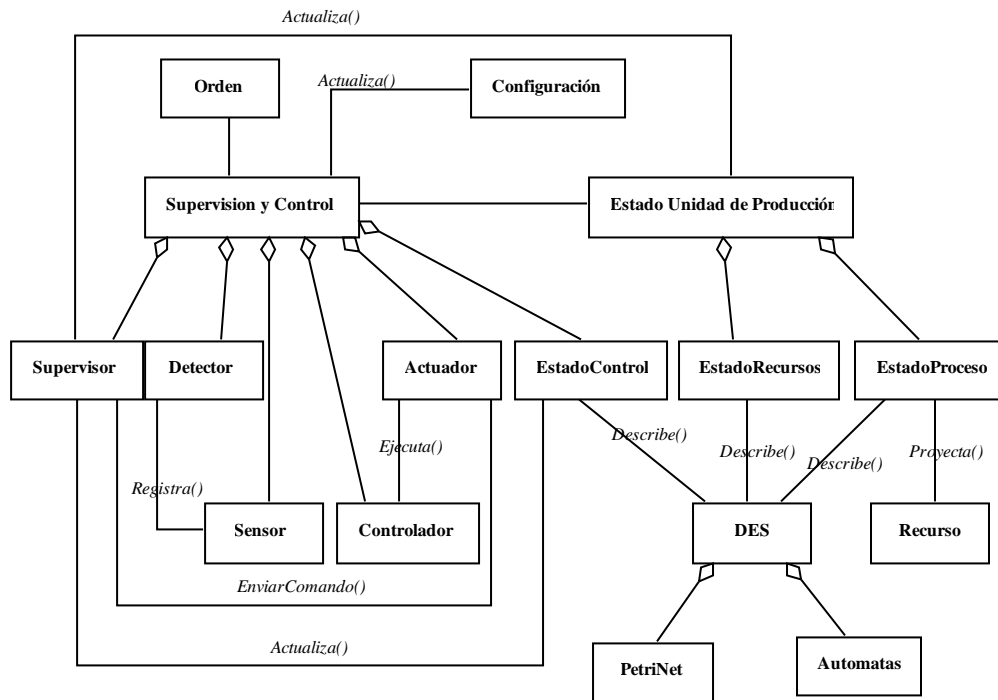 Actualiza()
Orden
Actualiza()
Configuración
Supervision y Control
Estado Unidad de Producción
Supervisor
Detector
Actuador
EstadoControl
EstadoRecursos
EstadoProceso
Ejecuta()
Describe()
Describe()
Describe()
Proyecta()
Registra()
Sensor
Controlador
DES
Recurso
EnviarComando()
Actualiza()
PetriNet
Automatas